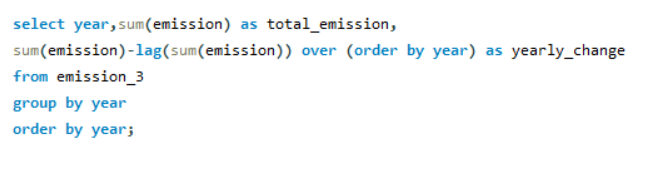 select year,sum(emission) as total_emission,
sum(emission)-lag(sum(emission)) over (order by year) as yearly_change
from emission_3
group by year
order by year;